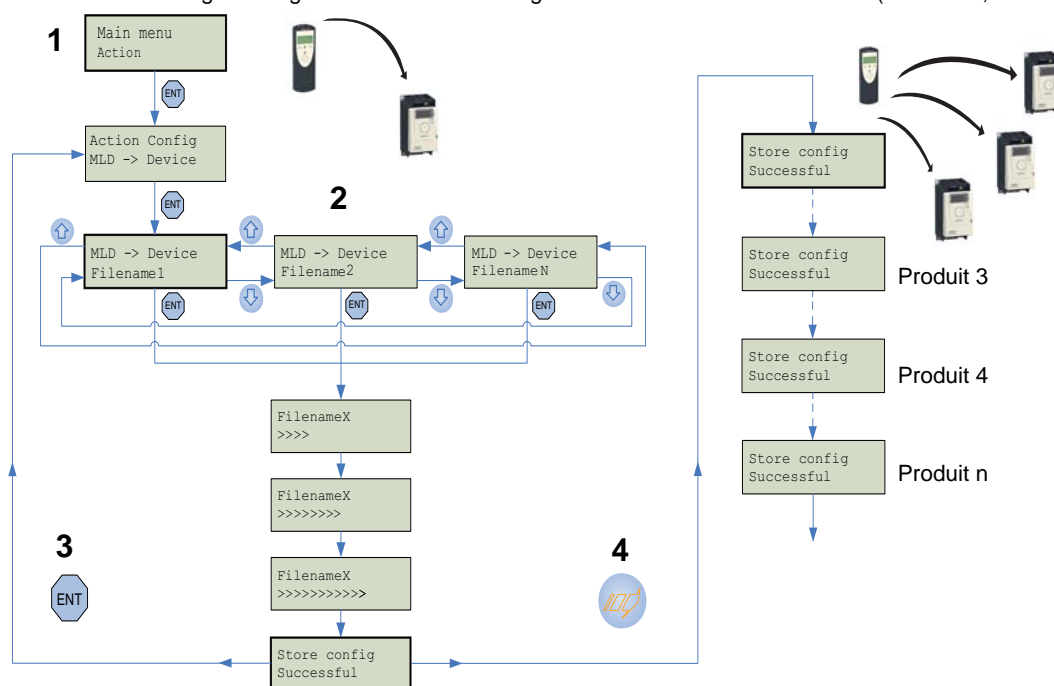 1
Main menu
Action
ENT
Action Config
MLD -> Device
ENT
2
MLD -> Device
Filename1
MLD -> Device
Filename2
MLD -> Device
FilenameN
ENT
ENT
ENT
FilenameX
>>>>
FilenameX
>>>>>>>>
FilenameX
>>>>>>>>>>>
Store config
Successful
3
ENT
4
Store config
Successful
Store config
Successful
Produit 3
Store config
Successful
Produit 4
Store config
Successful
Produit n